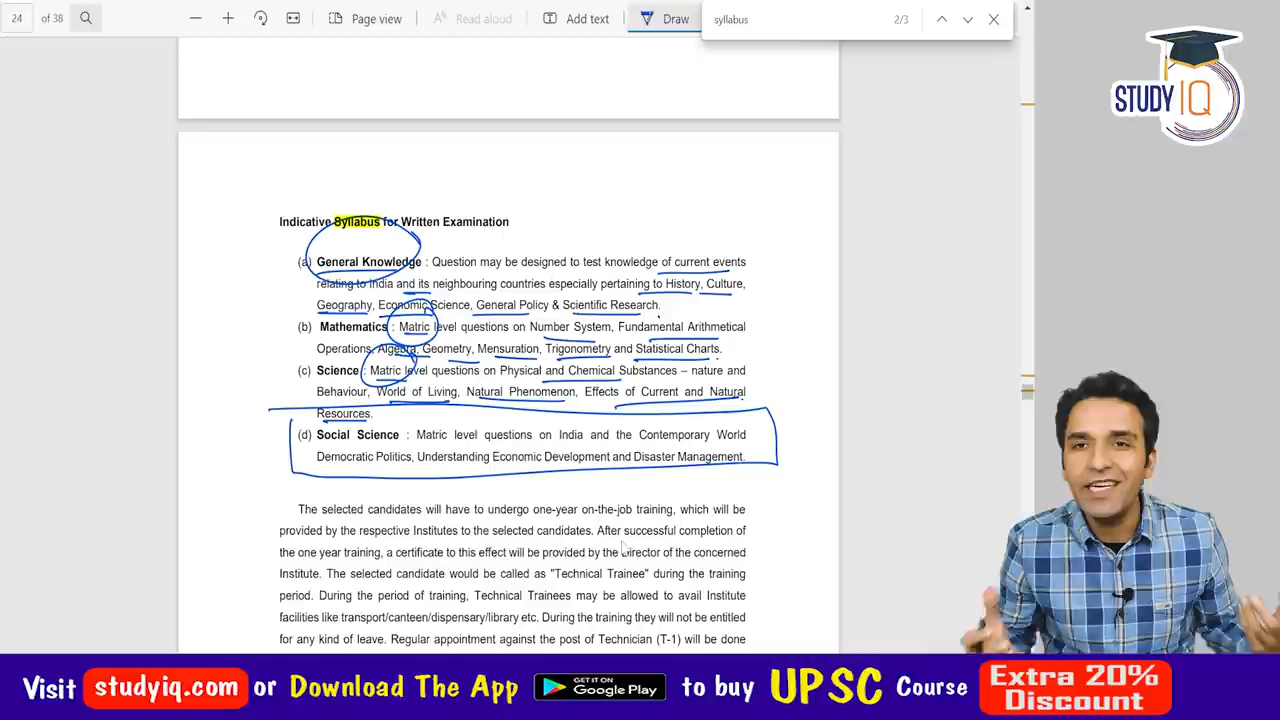 24 of 38
Page view
Read aloud
Add text
Draw
syllabus
2/3
STUDY IQ
Indicative Syllabus for Written Examination
(a) General Knowledge : Question may be designed to test knowledge of current events
relating to India and its neighbouring countries especially pertaining to History, Culture,
Geography, Economic Science, General Policy & Scientific Research.
(b) Mathematics : Matric level questions on Number System, Fundamental Arithmetical
Operations, Algebra, Geometry, Mensuration, Trigonometry and Statistical Charts.
(c) Science : Matric level questions on Physical and Chemical Substances – nature and
Behaviour, World of Living, Natural Phenomenon, Effects of Current and Natural
Resources.
(d) Social Science : Matric level questions on India and the Contemporary World
Democratic Politics, Understanding Economic Development and Disaster Management.
The selected candidates will have to undergo one-year on-the-job training, which will be
provided by the respective Institutes to the selected candidates. After successful completion of
the one year training, a certificate to this effect will be provided by the Director of the concerned
Institute. The selected candidate would be called as "Technical Trainee" during the training
period. During the period of training, Technical Trainees may be allowed to avail Institute
facilities like transport/canteen/dispensary/library etc. During the training they will not be entitled
for any kind of leave. Regular appointment against the post of Technician (T-1) will be done
Visit studyiq.com or Download The App GET IT ON Google Play to buy UPSC Course Extra 20% Discount